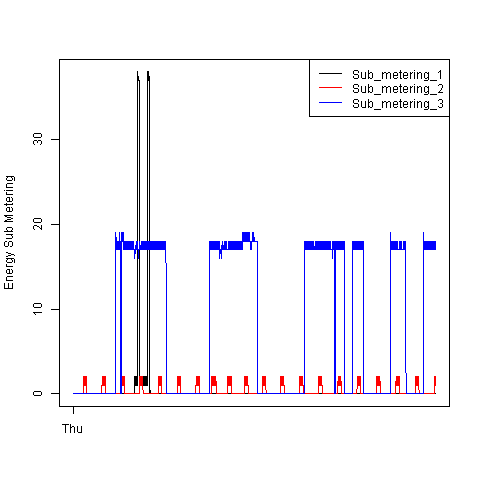 Sub_metering_1
Sub_metering_2
Sub_metering_3
Energy Sub Metering
30
20
10
0
Thu